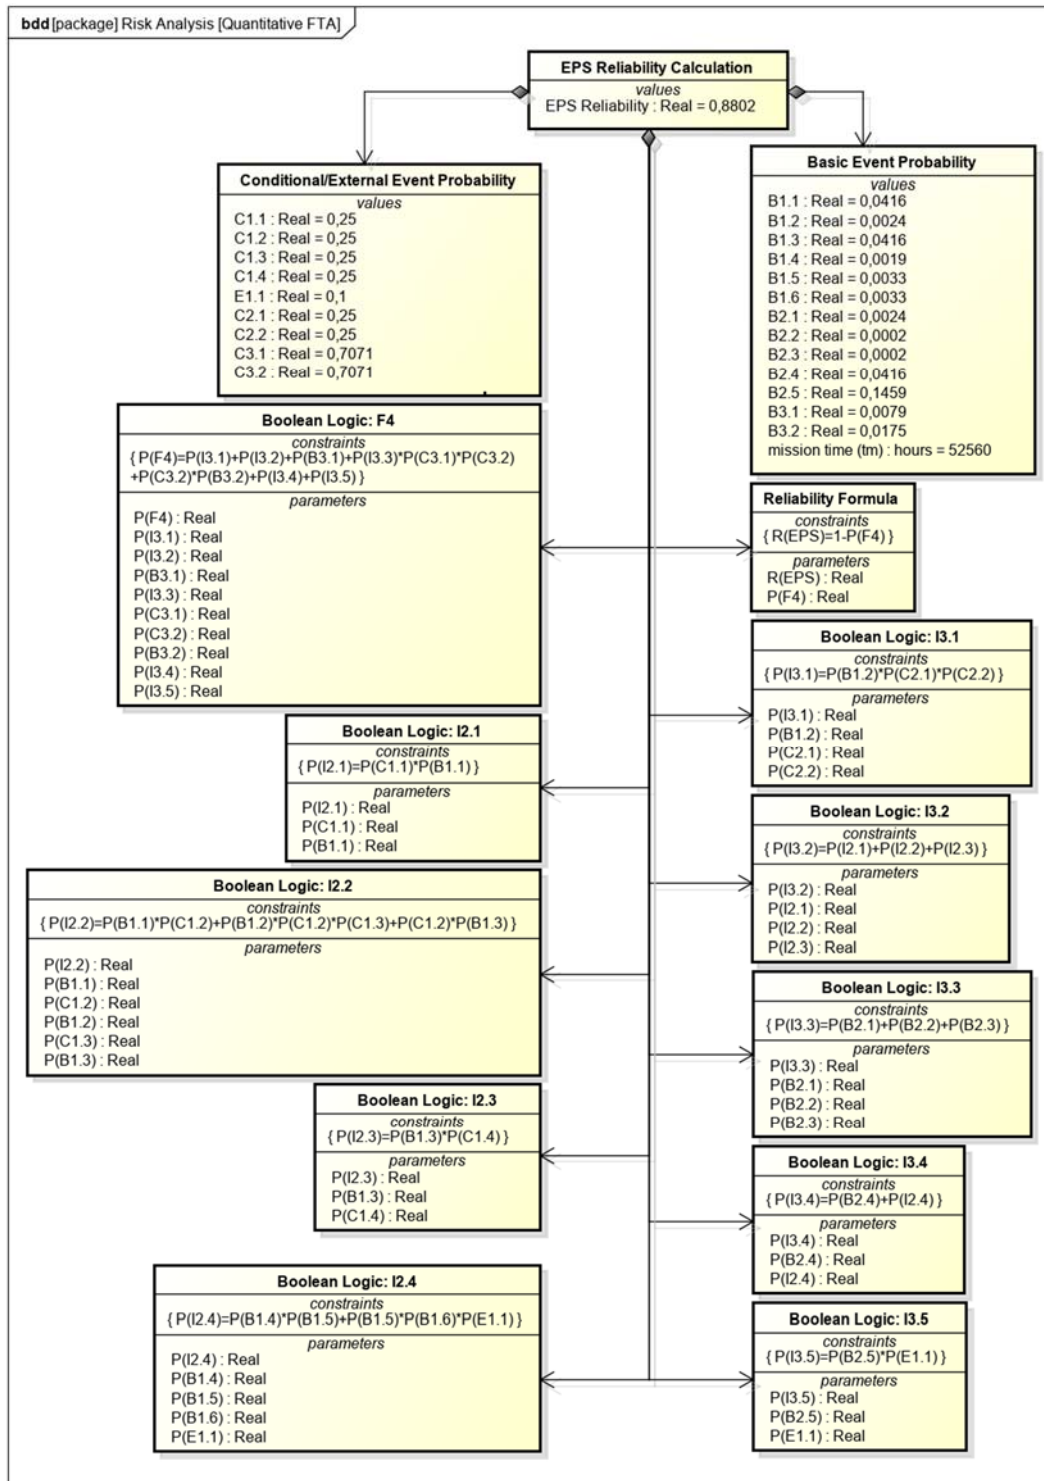 bdd [package] Risk Analysis [Quantitative FTA]
EPS Reliability Calculation
values
EPS Reliability : Real = 0,8802
Conditional/External Event Probability
values
C1.1 : Real = 0,25
C1.2 : Real = 0,25
C1.3 : Real = 0,25
C1.4 : Real = 0,25
E1.1 : Real = 0,1
C2.1 : Real = 0,25
C2.2 : Real = 0,25
C3.1 : Real = 0,7071
C3.2 : Real = 0,7071
Basic Event Probability
values
B1.1 : Real = 0,0416
B1.2 : Real = 0,0024
B1.3 : Real = 0,0416
B1.4 : Real = 0,0019
B1.5 : Real = 0,0033
B1.6 : Real = 0,0033
B2.1 : Real = 0,0024
B2.2 : Real = 0,0002
B2.3 : Real = 0,0002
B2.4 : Real = 0,0416
B2.5 : Real = 0,1459
B3.1 : Real = 0,0079
B3.2 : Real = 0,0175
mission time (tm) : hours = 52560
Boolean Logic: F4
constraints
{ P(F4)=P(I3.1)+P(I3.2)+P(B3.1)+P(I3.3)*P(C3.1)*P(C3.2)
+P(C3.2)*P(B3.2)+P(I3.4)+P(I3.5) }
parameters
P(F4) : Real
P(I3.1) : Real
P(I3.2) : Real
P(B3.1) : Real
P(I3.3) : Real
P(C3.1) : Real
P(C3.2) : Real
P(B3.2) : Real
P(I3.4) : Real
P(I3.5) : Real
Reliability Formula
constraints
{ R(EPS)=1-P(F4) }
parameters
R(EPS) : Real
P(F4) : Real
Boolean Logic: I3.1
constraints
{ P(I3.1)=P(B1.2)*P(C2.1)*P(C2.2) }
parameters
P(I3.1) : Real
P(B1.2) : Real
P(C2.1) : Real
P(C2.2) : Real
Boolean Logic: I2.1
constraints
{ P(I2.1)=P(C1.1)*P(B1.1) }
parameters
P(I2.1) : Real
P(C1.1) : Real
P(B1.1) : Real
Boolean Logic: I3.2
constraints
{ P(I3.2)=P(I2.1)+P(I2.2)+P(I2.3) }
parameters
P(I3.2) : Real
P(I2.1) : Real
P(I2.2) : Real
P(I2.3) : Real
Boolean Logic: I2.2
constraints
{ P(I2.2)=P(B1.1)*P(C1.2)+P(B1.2)*P(C1.2)*P(C1.3)+P(C1.2)*P(B1.3) }
parameters
P(I2.2) : Real
P(B1.1) : Real
P(C1.2) : Real
P(B1.2) : Real
P(C1.3) : Real
P(B1.3) : Real
Boolean Logic: I3.3
constraints
{ P(I3.3)=P(B2.1)+P(B2.2)+P(B2.3) }
parameters
P(I3.3) : Real
P(B2.1) : Real
P(B2.2) : Real
P(B2.3) : Real
Boolean Logic: I2.3
constraints
{ P(I2.3)=P(B1.3)*P(C1.4) }
parameters
P(I2.3) : Real
P(B1.3) : Real
P(C1.4) : Real
Boolean Logic: I3.4
constraints
{ P(I3.4)=P(B2.4)+P(I2.4) }
parameters
P(I3.4) : Real
P(B2.4) : Real
P(I2.4) : Real
Boolean Logic: I2.4
constraints
{ P(I2.4)=P(B1.4)*P(B1.5)+P(B1.5)*P(B1.6)*P(E1.1) }
parameters
P(I2.4) : Real
P(B1.4) : Real
P(B1.5) : Real
P(B1.6) : Real
P(E1.1) : Real
Boolean Logic: I3.5
constraints
{ P(I3.5)=P(B2.5)*P(E1.1) }
parameters
P(I3.5) : Real
P(B2.5) : Real
P(E1.1) : Real